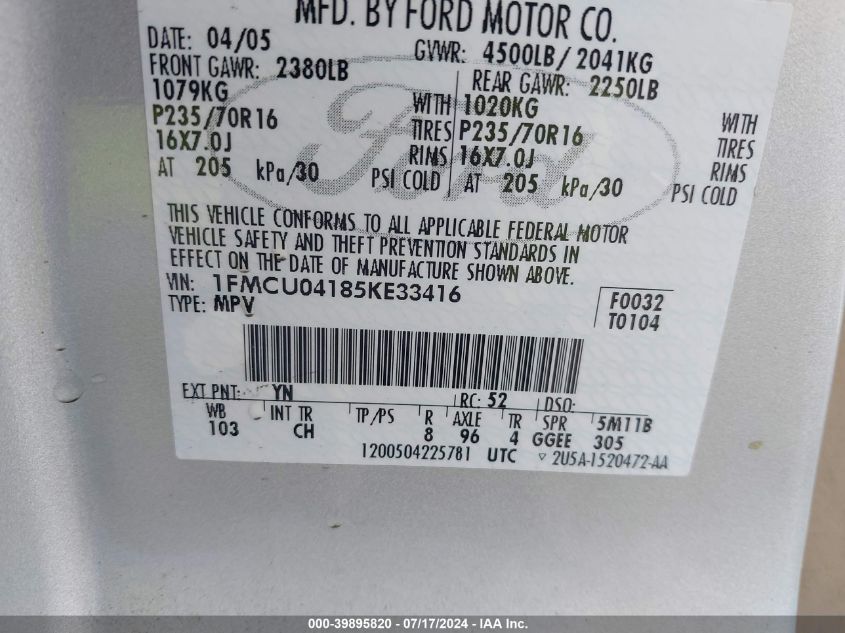 MFD. BY FORD MOTOR CO.
DATE: 04/05 GVWR: 4500LB/ 2041KG
FRONT GAWR: 2380LB REAR GAWR: 2250LB
1079KG WITH 1020KG WITH
P235/70R16 TIRES P235/70R16 TIRES
16X7.0J RIMS 16X7.0J RIMS
AT 205 kPa/30 PSI COLD AT 205 kPa/30 PSI COLD
Ford
THIS VEHICLE CONFORMS TO ALL APPLICABLE FEDERAL MOTOR
VEHICLE SAFETY AND THEFT PREVENTION STANDARDS IN
EFFECT ON THE DATE OF MANUFACTURE SHOWN ABOVE.
VIN: 1FMCU04185KE33416 F0032
TYPE: MPV T0104
EXT PNT: YN RC: 52 DSO:
WB INT TR TP/PS R AXLE TR SPR 5M11B
103 CH 8 96 4 GGEE 305
1200504225781 UTC ▽ 2U5A-1520472-AA
000-39895820 - 07/17/2024 - IAA Inc.